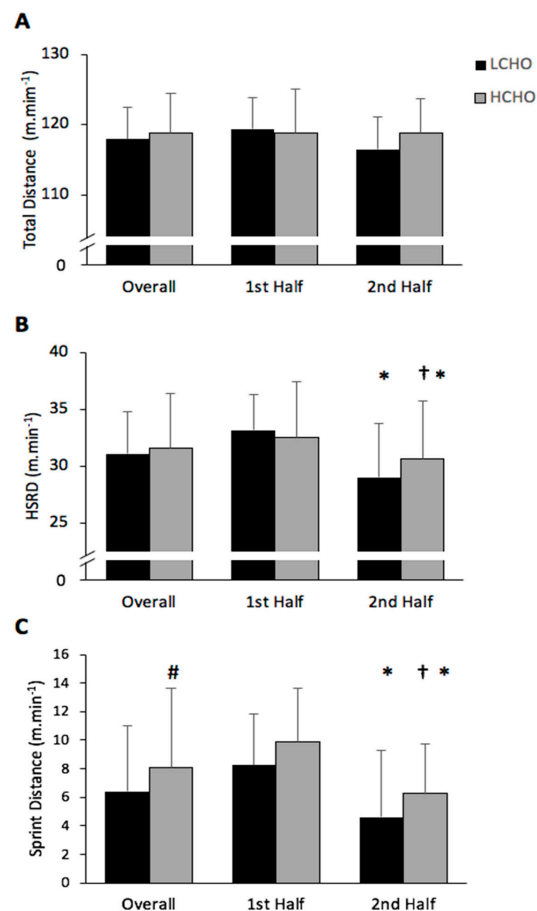 A
130
120
110
0
Total Distance (m.mim-1)
LCHO
HCHO
Overall 1st Half 2nd Half
B
40
35
30
25
0
HSRD (m.min-1)
* † *
Overall 1st Half 2nd Half
C
16
14
12
10
8
6
4
2
0
Sprint Distance (m.min-1)
# * † *
Overall 1st Half 2nd Half